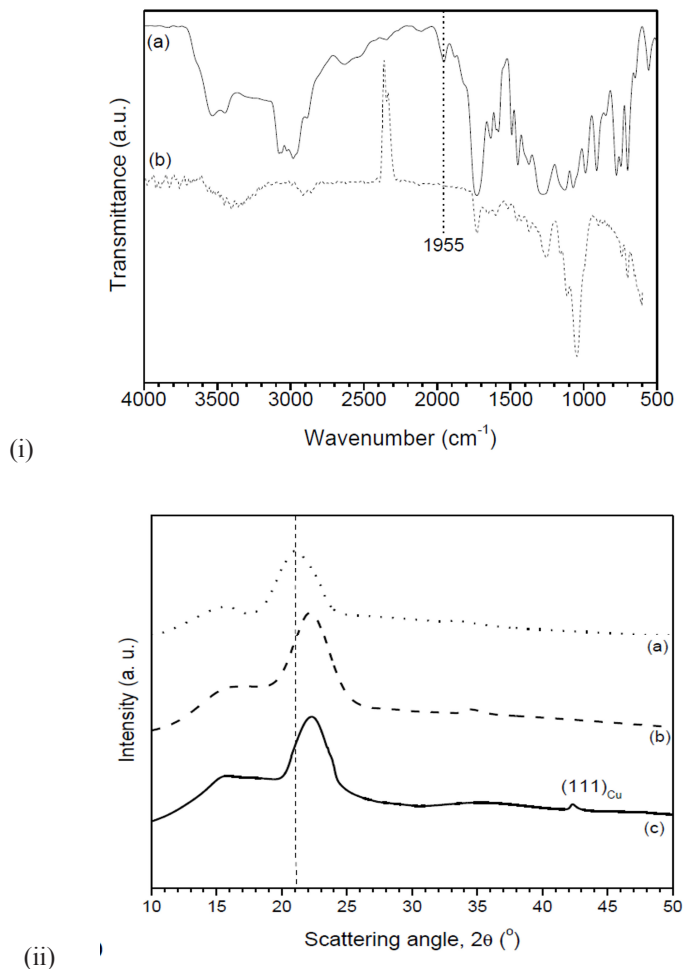 (a)
(b)
1955
Transmittance (a.u.)
4000 3500 3000 2500 2000 1500 1000 500
Wavenumber (cm⁻¹)
(i)
(a)
(b)
(111)Cu
(c)
Intensity (a. u.)
10 15 20 25 30 35 40 45 50
Scattering angle, 2θ (°)
(ii)